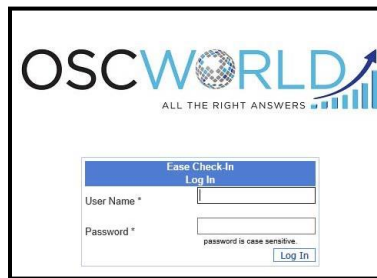 OSCWORLD
ALL THE RIGHT ANSWERS
Ease Check-In
Log In
User Name *
Password *
password is case sensitive.
Log In